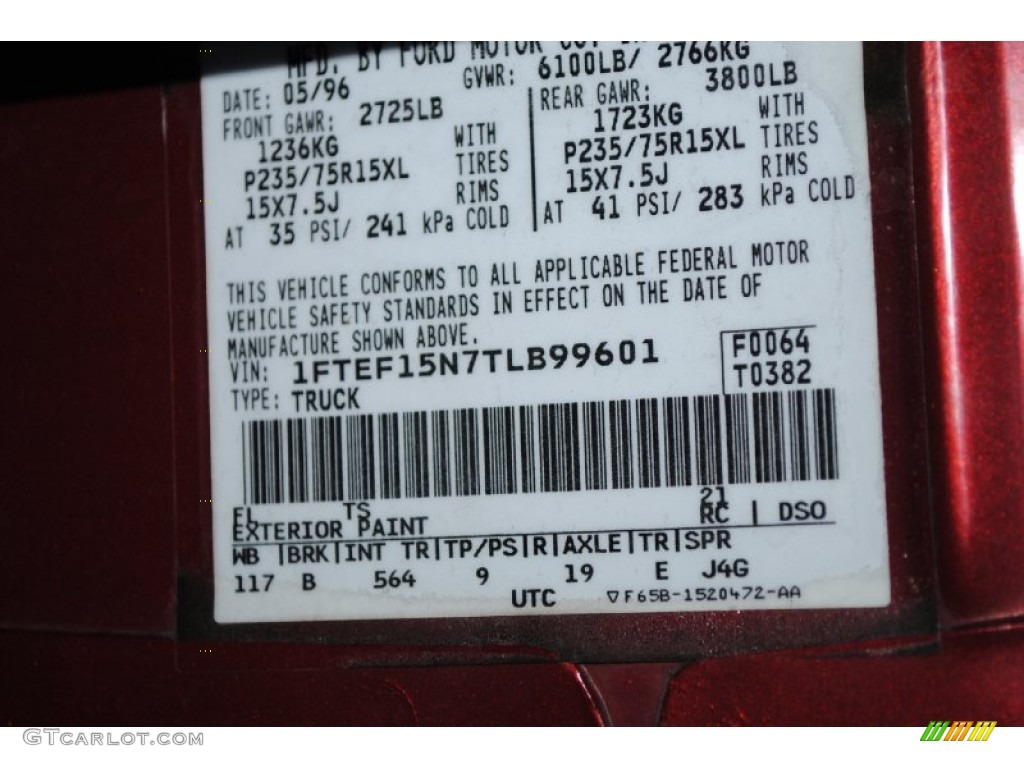 MFD. BY FORD MOTOR CO.
DATE: 05/96 GVWR: 6100LB/ 2766KG
FRONT GAWR: 2725LB REAR GAWR: 3800LB
1236KG WITH 1723KG WITH
P235/75R15XL TIRES P235/75R15XL TIRES
15X7.5J RIMS 15X7.5J RIMS
AT 35 PSI/ 241 kPa COLD AT 41 PSI/ 283 kPa COLD
THIS VEHICLE CONFORMS TO ALL APPLICABLE FEDERAL MOTOR
VEHICLE SAFETY STANDARDS IN EFFECT ON THE DATE OF
MANUFACTURE SHOWN ABOVE.
VIN: 1FTEF15N7TLB99601 F0064
TYPE: TRUCK T0382
EL TS 21
EXTERIOR PAINT RC | DSO
WB |BRK|INT TR|TP/PS|R|AXLE|TR|SPR
117 B 564 9 19 E J4G
UTC ▽F65B-1520472-AA
GTCarlot.com